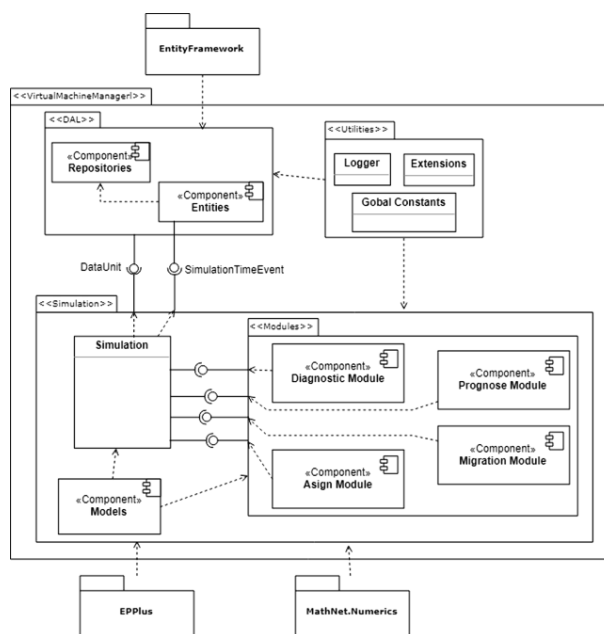 EntityFramework
<<VirtualMachineManagerl>>
<<DAL>>
«Component»
Repositories
«Component»
Entities
<<Utilities>>
Logger
Extensions
Gobal Constants
DataUnit
SimulationTimeEvent
<<Simulation>>
Simulation
<<Modules>>
«Component»
Diagnostic Module
«Component»
Prognose Module
«Component»
Migration Module
«Component»
Asign Module
«Component»
Models
EPPlus
MathNet.Numerics